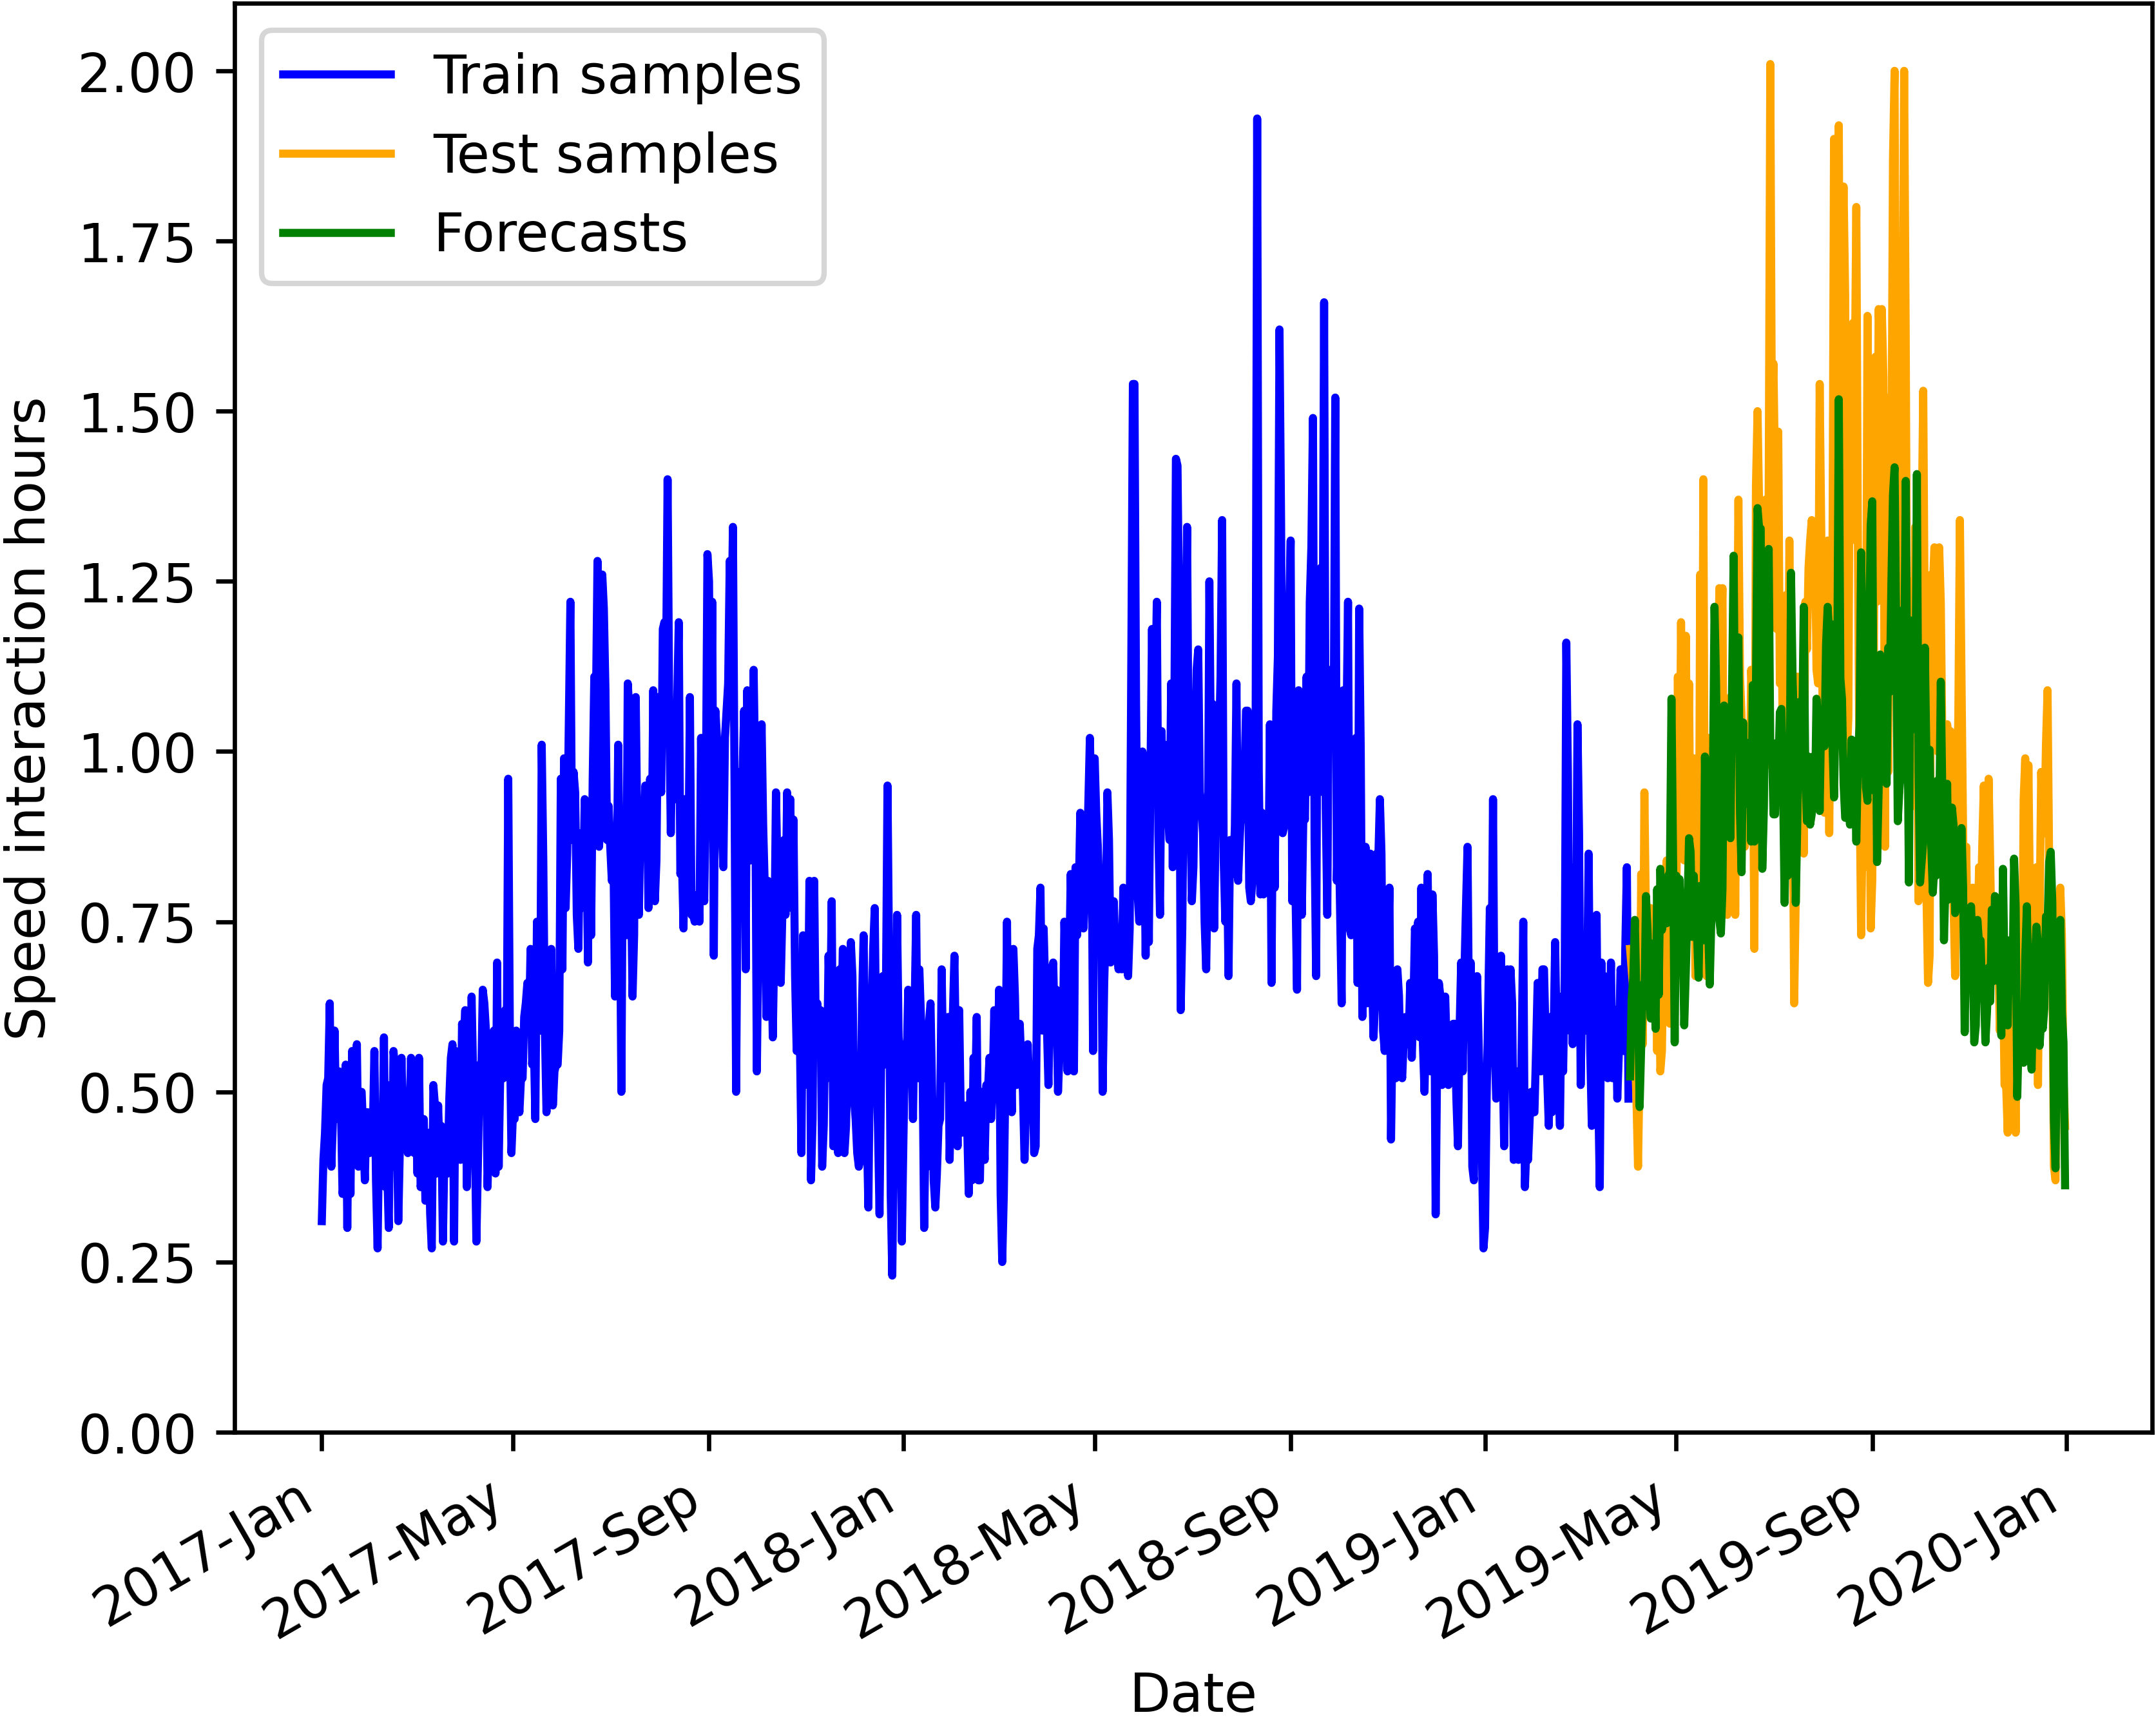 Train samples
Test samples
Forecasts
2.00
1.75
1.50
1.25
1.00
0.75
0.50
0.25
0.00
Speed interaction hours
2017-Jan
2017-May
2017-Sep
2018-Jan
2018-May
2018-Sep
2019-Jan
2019-May
2019-Sep
2020-Jan
Date